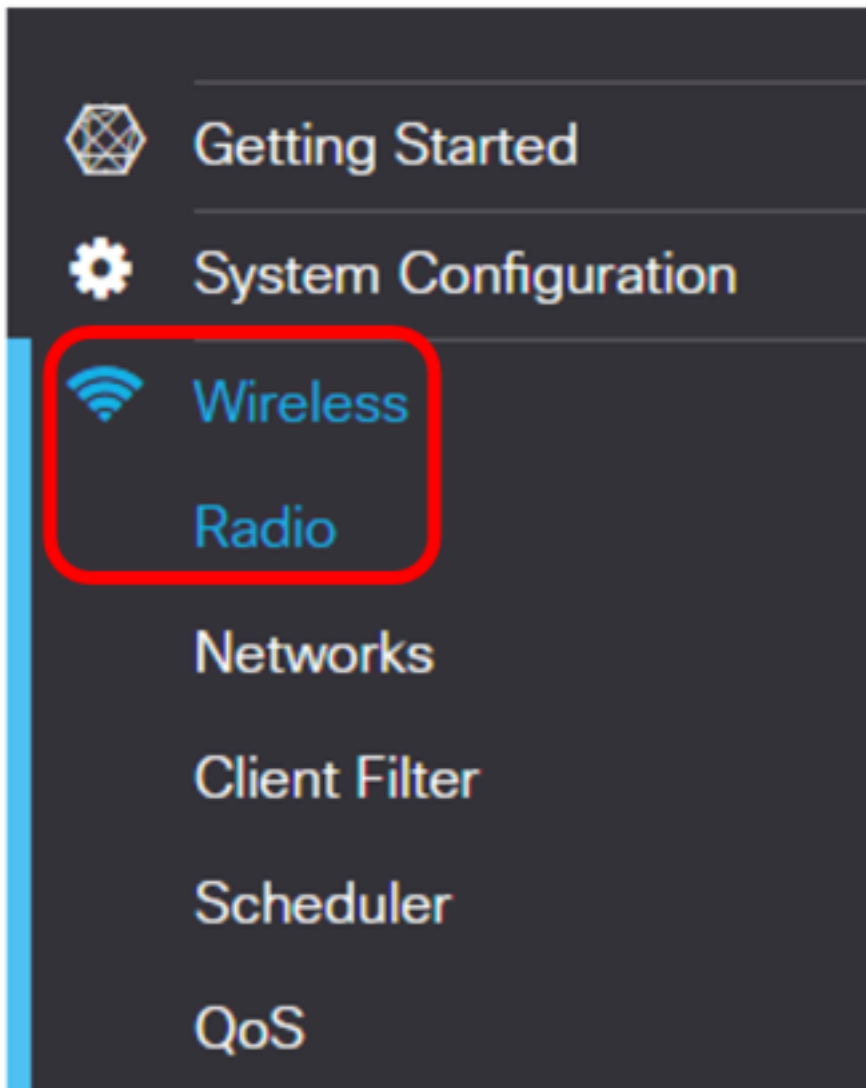 Getting Started
System Configuration
Wireless
Radio
Networks
Client Filter
Scheduler
QoS